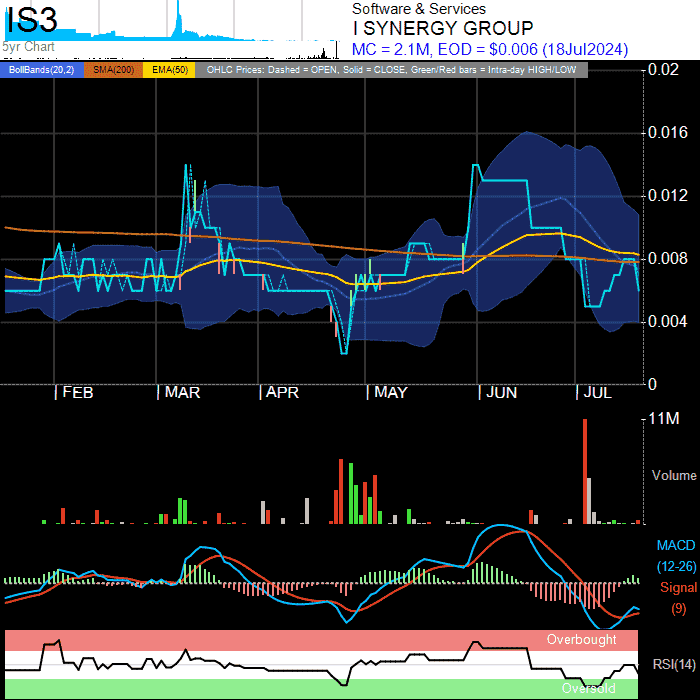 IS3
Software & Services
I SYNERGY GROUP
5yr Chart
MC = 2.1M, EOD = $0.006 (18Jul2024)
BollBands(20,2) SMA(200) EMA(50) OHLC Prices: Dashed = OPEN, Solid = CLOSE, Green/Red bars = Intra-day HIGH/LOW
0.02
0.016
0.012
0.008
0.004
0
FEB MAR APR MAY JUN JUL
11M
Volume
MACD
(12-26)
Signal
(9)
Overbought
RSI(14)
Oversold